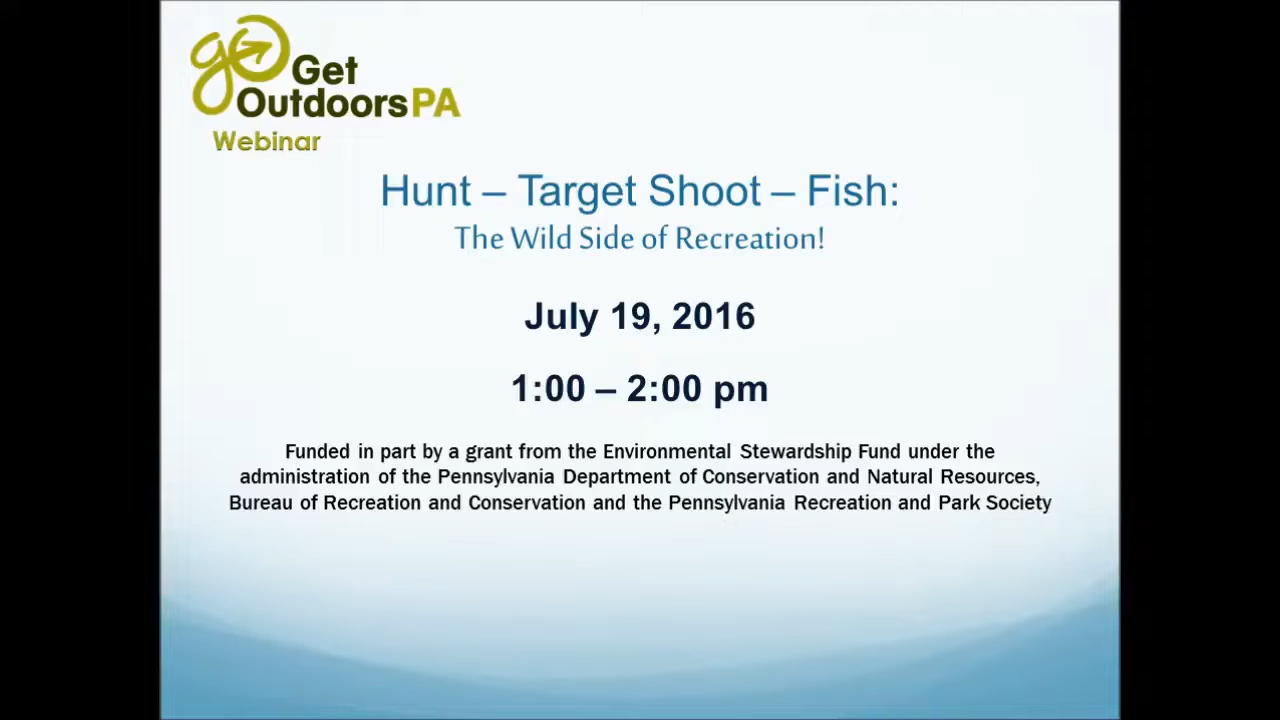 go Get
OutdoorsPA
Webinar
Hunt – Target Shoot – Fish:
The Wild Side of Recreation!
July 19, 2016
1:00 – 2:00 pm
Funded in part by a grant from the Environmental Stewardship Fund under the
administration of the Pennsylvania Department of Conservation and Natural Resources,
Bureau of Recreation and Conservation and the Pennsylvania Recreation and Park Society